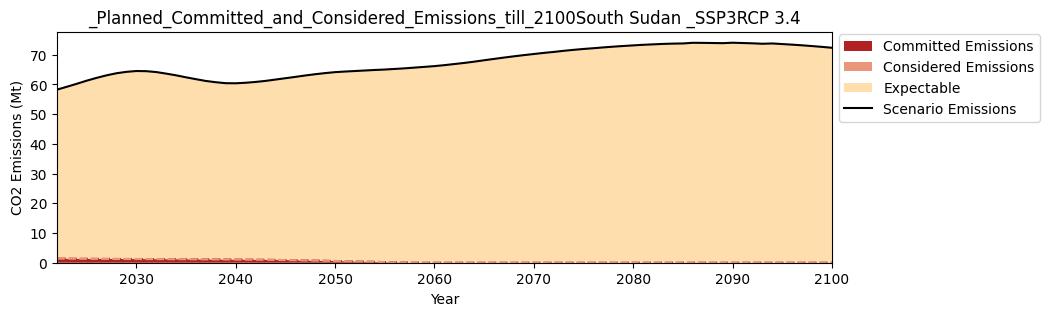 _Planned_Committed_and_Considered_Emissions_till_2100South Sudan _SSP3RCP 3.4
CO2 Emissions (Mt)
70
60
50
40
30
20
10
0
2030 2040 2050 2060 2070 2080 2090 2100
Year
Committed Emissions
Considered Emissions
Expectable
Scenario Emissions